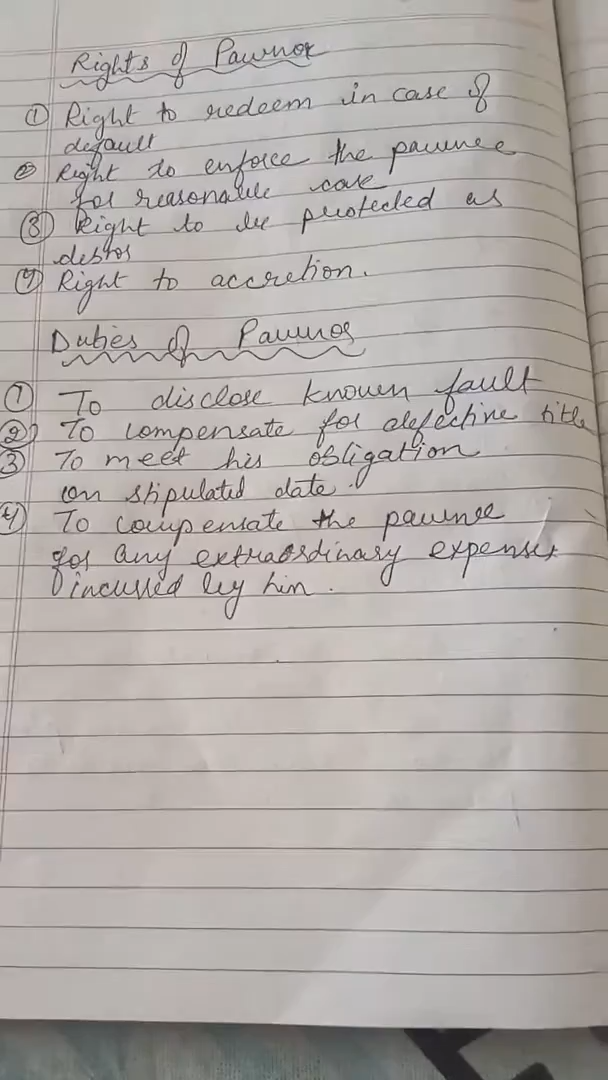 Rights of Pawnor
① Right to redeem in case of
default
② Right to enforce the pawnee
for reasonable care
③ Right to be protected as
debtor
④ Right to accretion.
Duties of Pawnor
① To disclose known fault
② To compensate for defective title
③ To meet his obligation
on stipulated date.
④ To compensate the pawnee
for any extraordinary expenses
incurred by him.